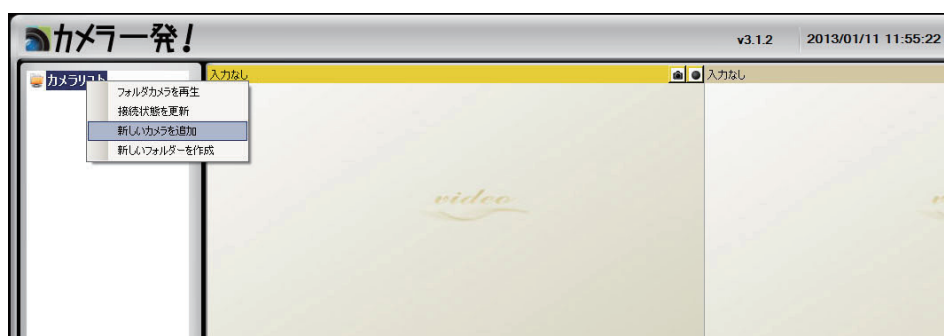 カメラ一発!
v3.1.2 2013/01/11 11:55:22
カメラリスト
入力なし
入力なし
フォルダカメラを再生
接続状態を更新
新しいカメラを追加
新しいフォルダーを作成
video